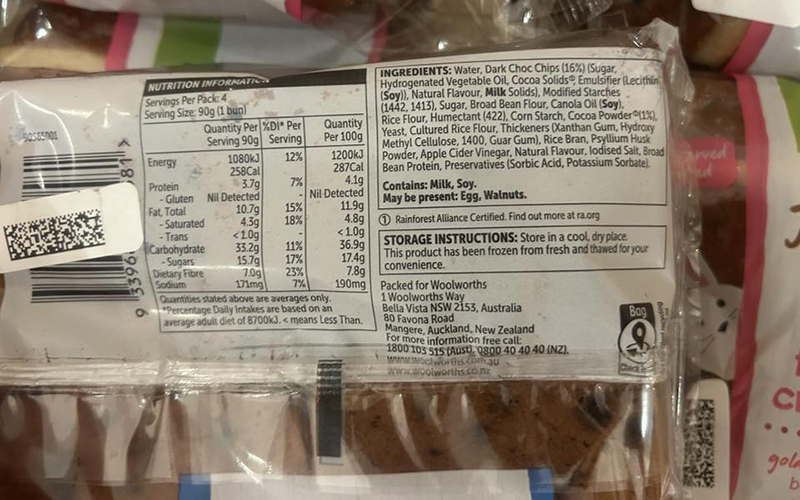 NUTRITION INFORMATION
Servings Per Pack: 4
Serving Size: 90g (1 bun)
Quantity Per Serving 90g %DI* Per Serving Quantity Per 100g
Energy 1080kJ 12% 1200kJ
258Cal 287Cal
Protein 3.7g 7% 4.1g
- Gluten Nil Detected - Nil Detected
Fat, Total 10.7g 15% 11.9g
- Saturated 4.3g 18% 4.8g
- Trans <1.0g - <1.0g
Carbohydrate 33.2g 11% 36.9g
- Sugars 15.7g 17% 17.4g
Dietary Fibre 7.0g 23% 7.8g
Sodium 171mg 7% 190mg
Quantities stated above are averages only.
*Percentage Daily Intakes are based on an
average adult diet of 8700kJ. < means Less Than.
INGREDIENTS: Water, Dark Choc Chips (16%) (Sugar,
Hydrogenated Vegetable Oil, Cocoa Solids①, Emulsifier (Lecithin
(Soy)), Natural Flavour, Milk Solids), Modified Starches
(1442, 1413), Sugar, Broad Bean Flour, Canola Oil (Soy),
Rice Flour, Humectant (422), Corn Starch, Cocoa Powder①(1%),
Yeast, Cultured Rice Flour, Thickeners (Xanthan Gum, Hydroxy
Methyl Cellulose, 1400, Guar Gum), Rice Bran, Psyllium Husk
Powder, Apple Cider Vinegar, Natural Flavour, Iodised Salt, Broad
Bean Protein, Preservatives (Sorbic Acid, Potassium Sorbate).
Contains: Milk, Soy.
May be present: Egg, Walnuts.
① Rainforest Alliance Certified. Find out more at ra.org
STORAGE INSTRUCTIONS: Store in a cool, dry place.
This product has been frozen from fresh and thawed for your
convenience.
Packed for Woolworths
1 Woolworths Way
Bella Vista NSW 2153, Australia
80 Favona Road
Mangere, Auckland, New Zealand
For more information free call:
1800 103 515 (Aust), 0800 40 40 40 (NZ).
www.woolworths.com.au
www.woolworths.co.nz
Bag